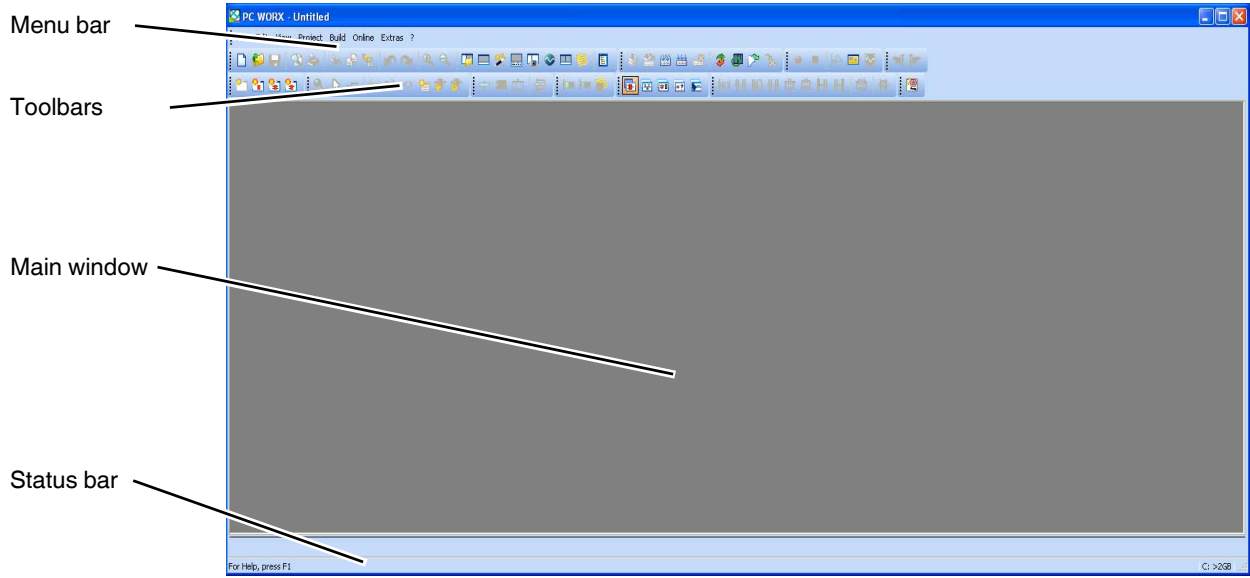 PC WORX - Untitled
Menu bar
View Project Build Online Extras ?
Toolbars
Main window
Status bar
For Help, press F1
C: >2GB